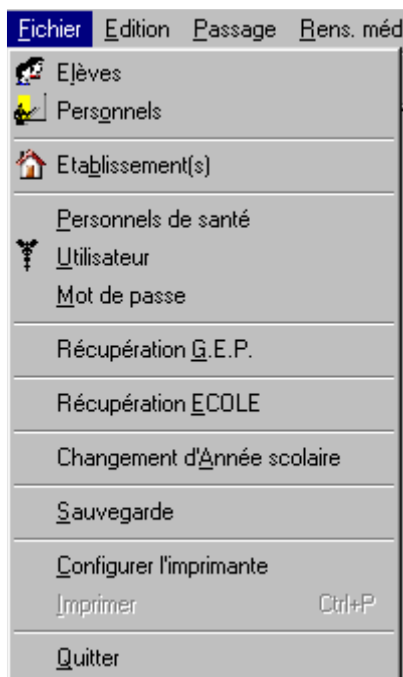 Fichier Edition Passage Rens. méd
Elèves
Personnels
Etablissement(s)
Personnels de santé
Utilisateur
Mot de passe
Récupération G.E.P.
Récupération ECOLE
Changement d'Année scolaire
Sauvegarde
Configurer l'imprimante
Imprimer Ctrl+P
Quitter